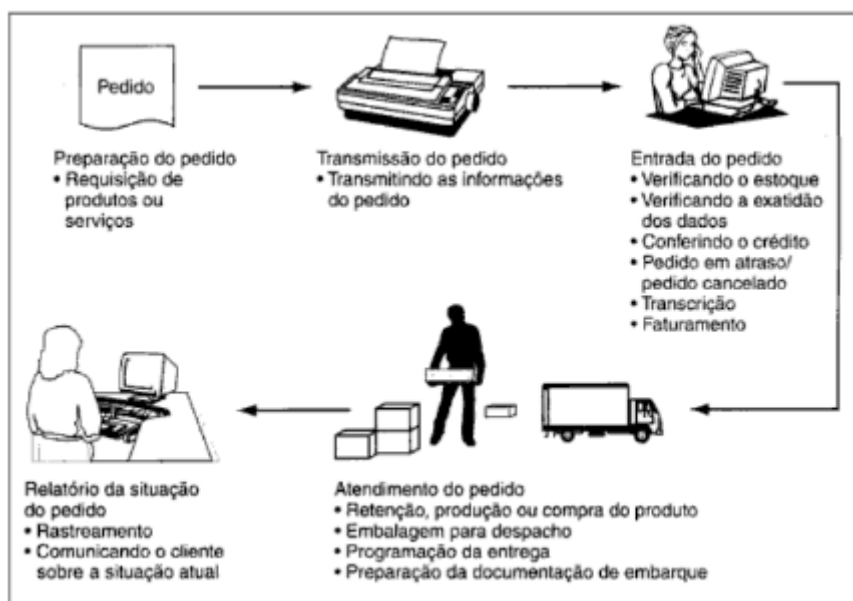 Pedido
Preparação do pedido
• Requisição de
produtos ou
serviços
Transmissão do pedido
• Transmitindo as informações
do pedido
Entrada do pedido
• Verificando o estoque
• Verificando a exatidão
dos dados
• Conferindo o crédito
• Pedido em atraso/
pedido cancelado
• Transcrição
• Faturamento
Relatório da situação
do pedido
• Rastreamento
• Comunicando o cliente
sobre a situação atual
Atendimento do pedido
• Retenção, produção ou compra do produto
• Embalagem para despacho
• Programação da entrega
• Preparação da documentação de embarque